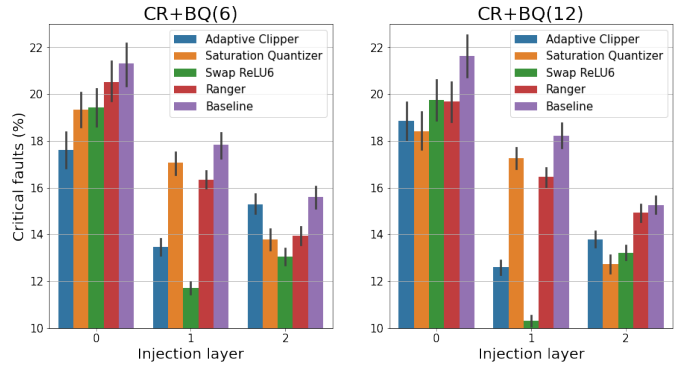 CR+BQ(6)
Critical faults (%)
22
20
18
16
14
12
10
Adaptive Clipper
Saturation Quantizer
Swap ReLU6
Ranger
Baseline
0 1 2
Injection layer
CR+BQ(12)
22
20
18
16
14
12
10
Adaptive Clipper
Saturation Quantizer
Swap ReLU6
Ranger
Baseline
0 1 2
Injection layer